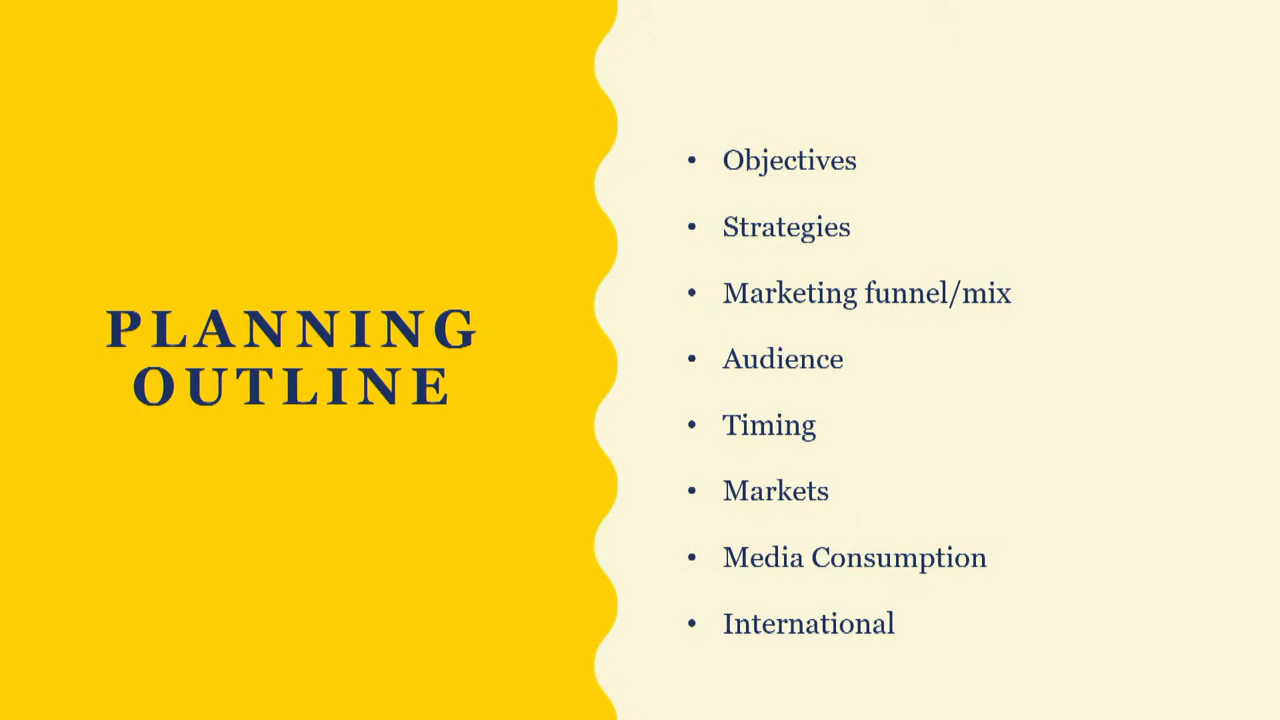 PLANNING
OUTLINE
• Objectives
• Strategies
• Marketing funnel/mix
• Audience
• Timing
• Markets
• Media Consumption
• International